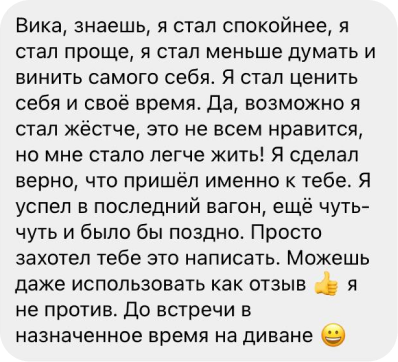 Вика, знаешь, я стал спокойнее, я
стал проще, я стал меньше думать и
винить самого себя. Я стал ценить
себя и своё время. Да, возможно я
стал жёстче, это не всем нравится,
но мне стало легче жить! Я сделал
верно, что пришёл именно к тебе. Я
успел в последний вагон, ещё чуть-
чуть и было бы поздно. Просто
захотел тебе это написать. Можешь
даже использовать как отзыв 👍 я
не против. До встречи в
назначенное время на диване 😀